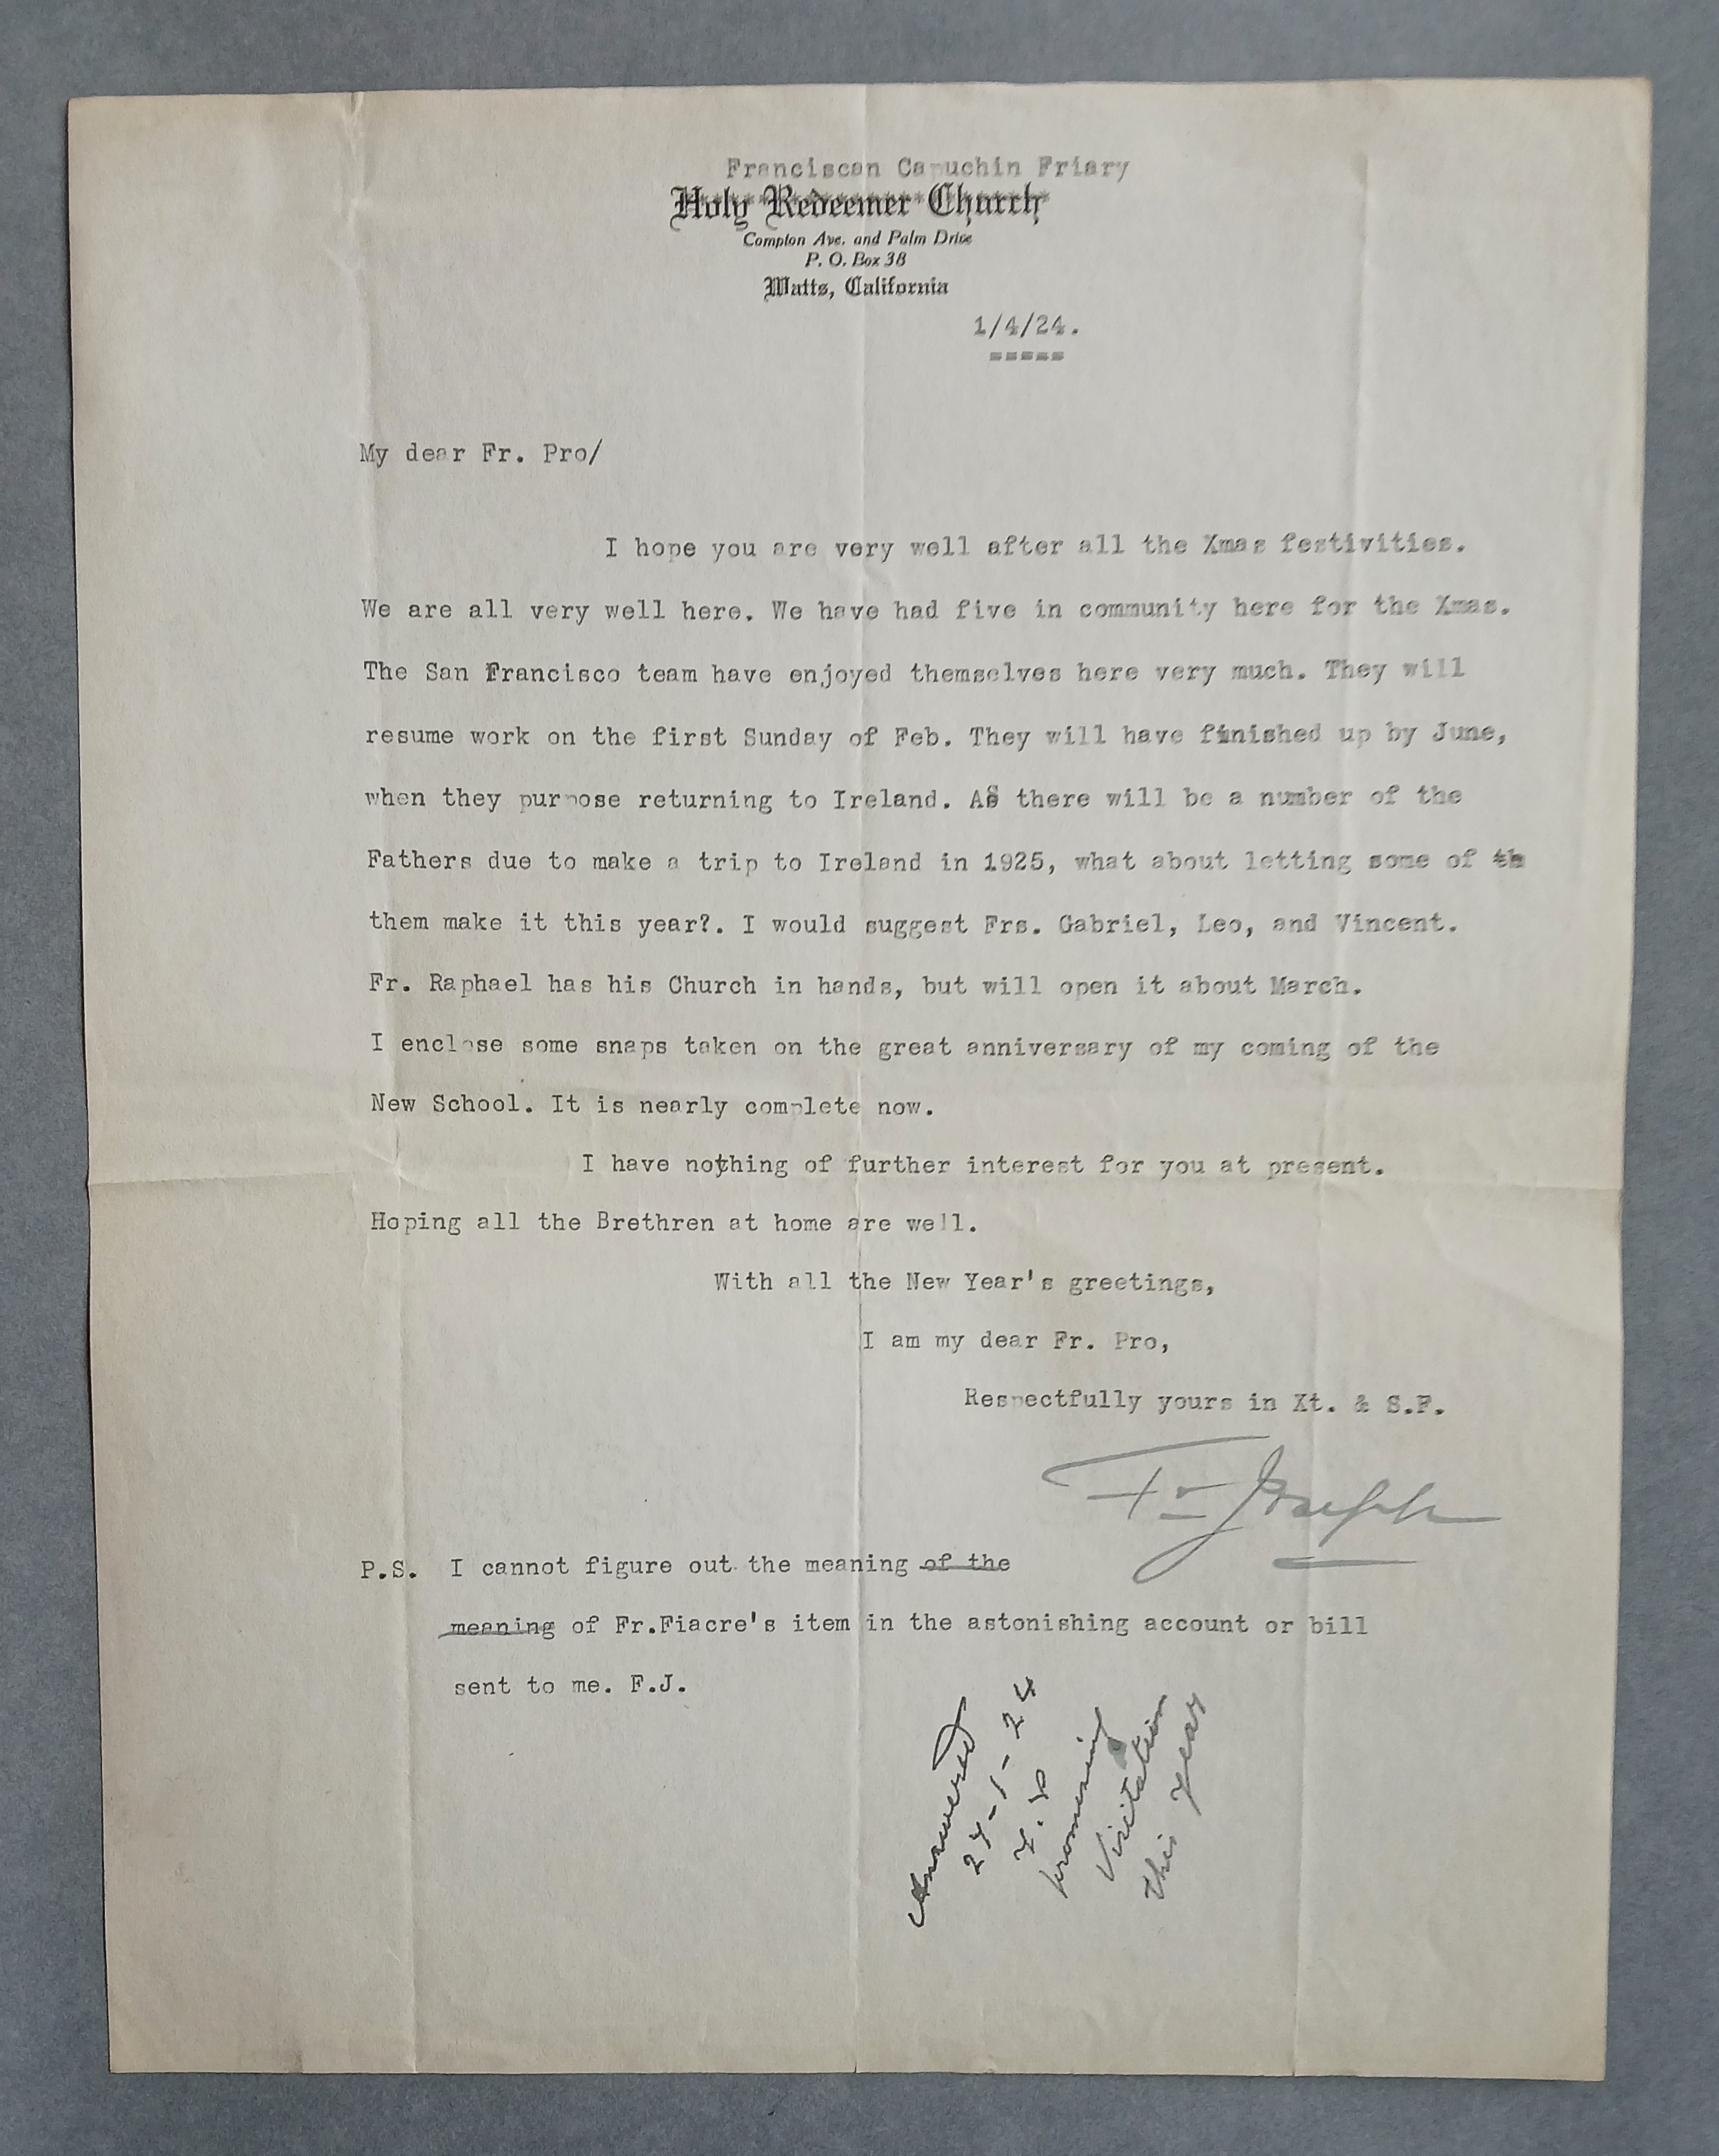 Franciscan Capuchin Friary
Holy Redeemer Church
Compton Ave. and Palm Drive
P. O. Box 38
Watts, California
1/4/24.
=====
My dear Fr. Pro/
I hope you are very well after all the Xmas festivities.
We are all very well here. We have had five in community here for the Xmas.
The San Francisco team have enjoyed themselves here very much. They will
resume work on the first Sunday of Feb. They will have finished up by June,
when they purpose returning to Ireland. AS there will be a number of the
Fathers due to make a trip to Ireland in 1925, what about letting some of th
them make it this year?. I would suggest Frs. Gabriel, Leo, and Vincent.
Fr. Raphael has his Church in hands, but will open it about March.
I enclose some snaps taken on the great anniversary of my coming of the
New School. It is nearly complete now.
I have nothing of further interest for you at present.
Hoping all the Brethren at home are well.
With all the New Year's greetings,
I am my dear Fr. Pro,
Respectfully yours in Xt. & S.F.
Fr Joseph
P.S. I cannot figure out the meaning of the
meaning of Fr.Fiacre's item in the astonishing account or bill
sent to me. F.J.
Answered
24-1-24
promising
Visitation
this year